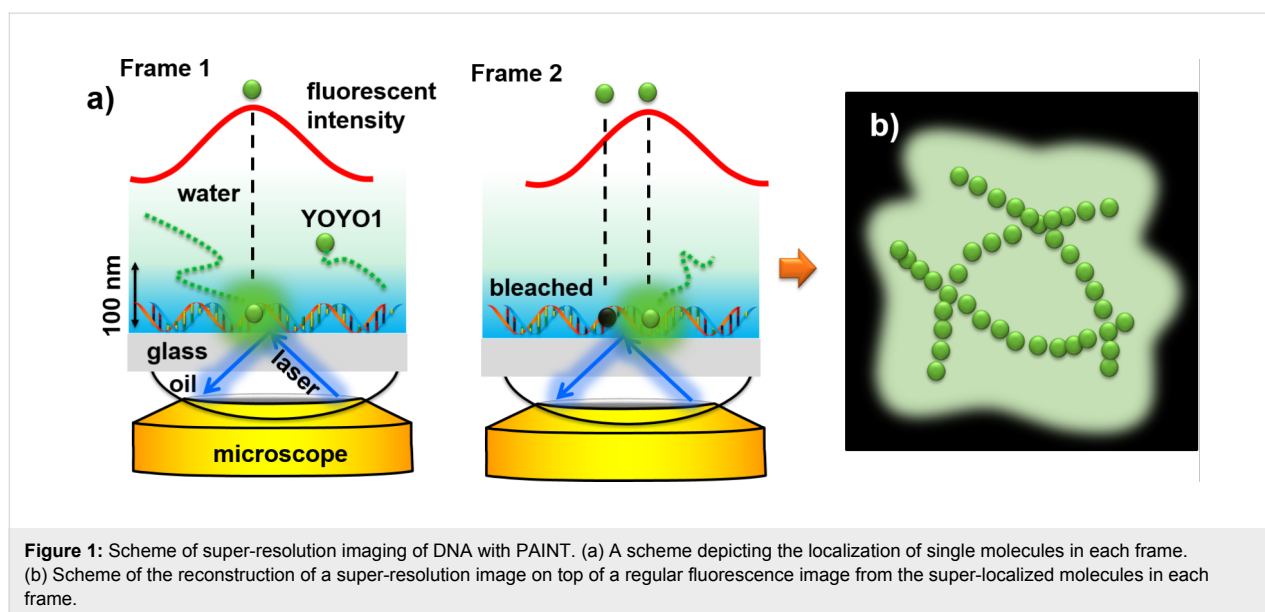 Frame 1
a)
fluorescent
intensity
water
YOYO1
100 nm
glass
oil
laser
microscope
Frame 2
bleached
b)
Figure 1: Scheme of super-resolution imaging of DNA with PAINT. (a) A scheme depicting the localization of single molecules in each frame.
(b) Scheme of the reconstruction of a super-resolution image on top of a regular fluorescence image from the super-localized molecules in each
frame.